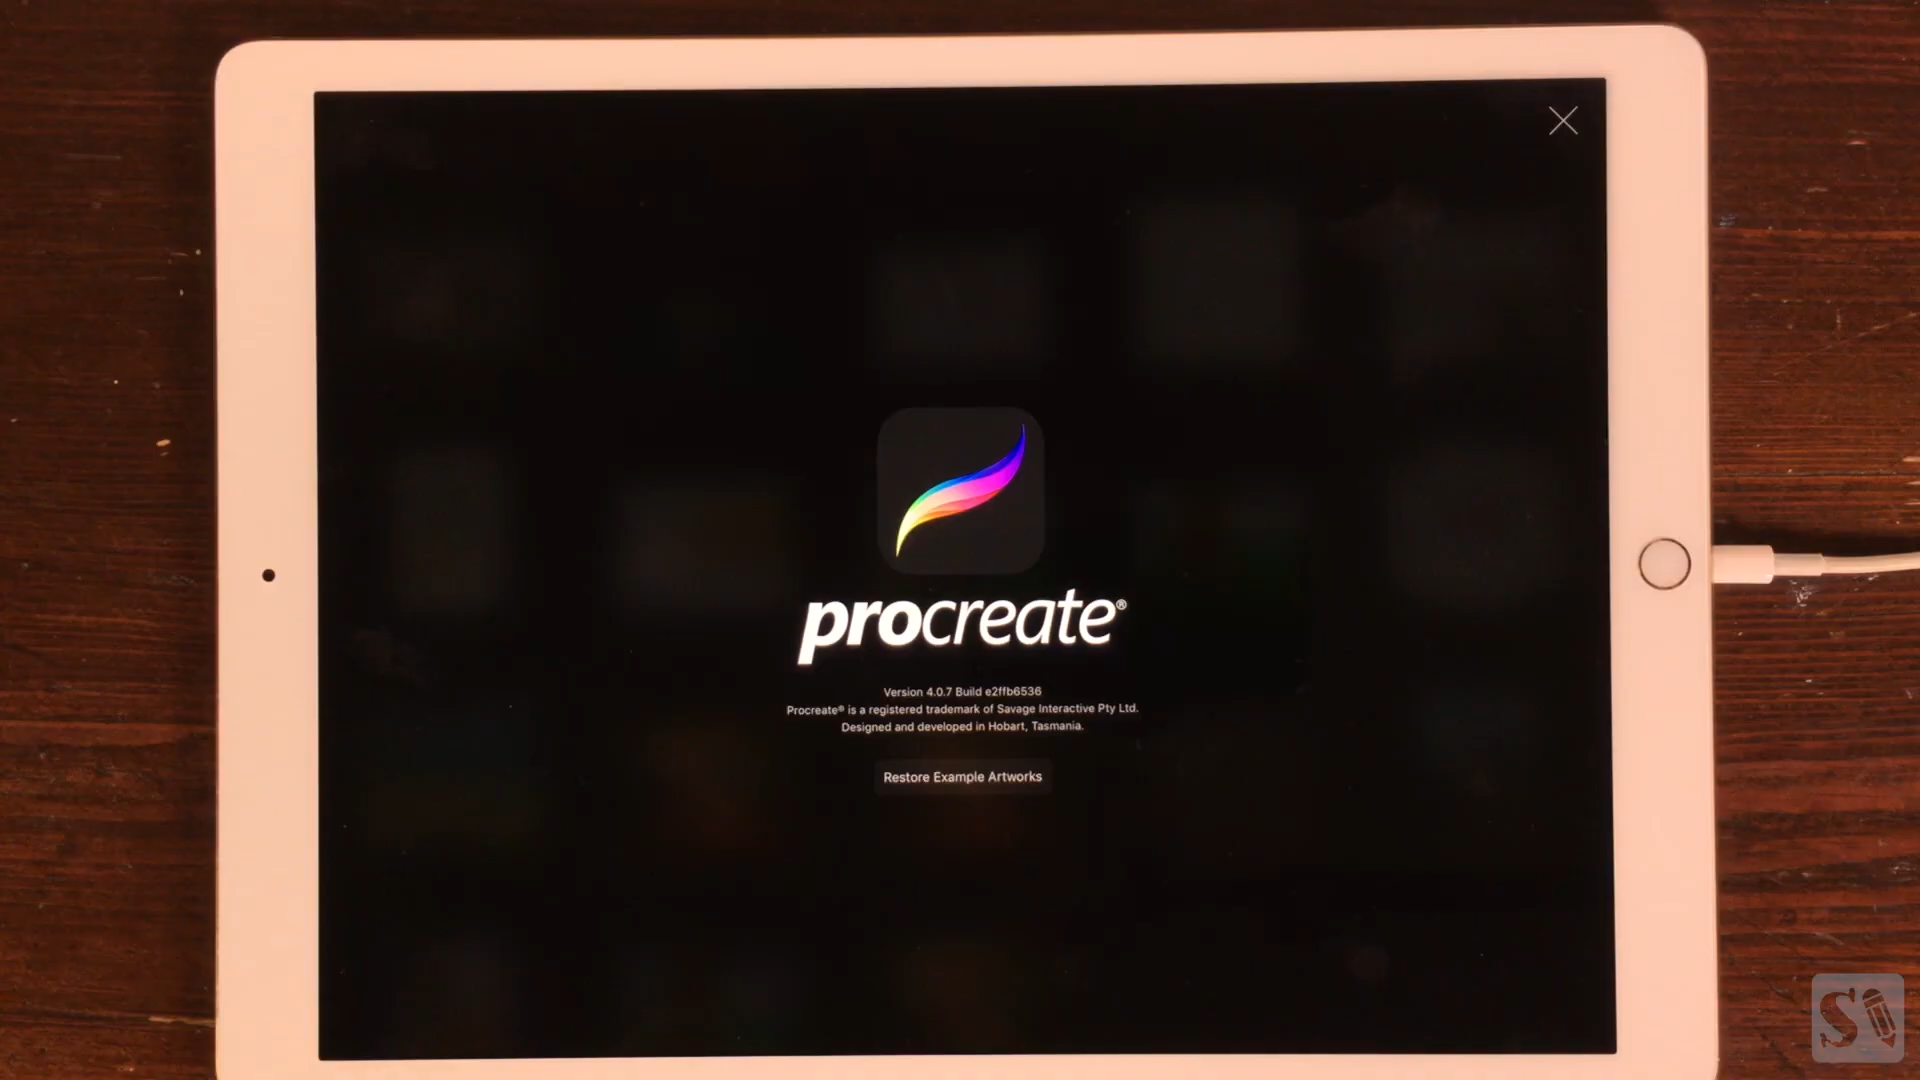 procreate®
Version 4.0.7 Build e2ffb6536
Procreate® is a registered trademark of Savage Interactive Pty Ltd.
Designed and developed in Hobart, Tasmania.
Restore Example Artworks
S